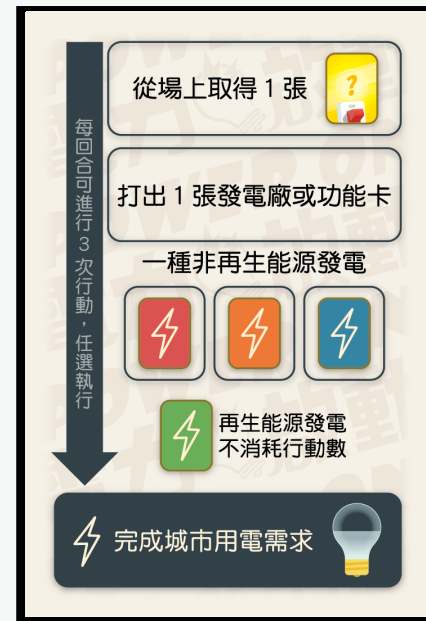 每回合可進行3次行動，任選執行
從場上取得1張
?
ON
打出1張發電廠或功能卡
一種非再生能源發電
再生能源發電
不消耗行動數
完成城市用電需求